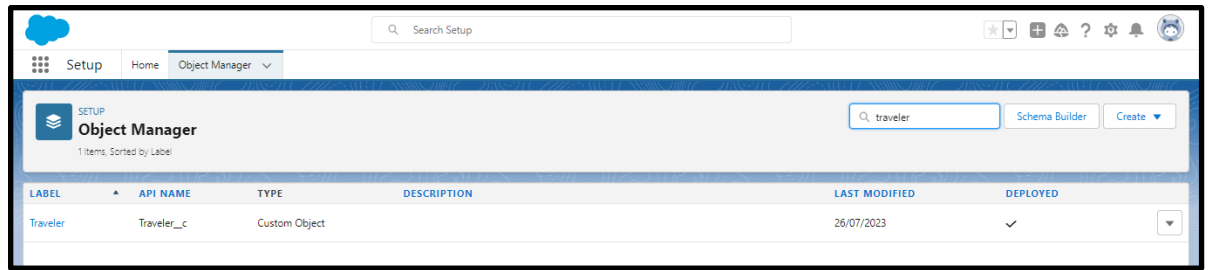 Search Setup
Setup Home Object Manager
SETUP
Object Manager
1 Items, Sorted by Label
traveler
Schema Builder
Create
LABEL API NAME TYPE DESCRIPTION LAST MODIFIED DEPLOYED
Traveler Traveler__c Custom Object 26/07/2023